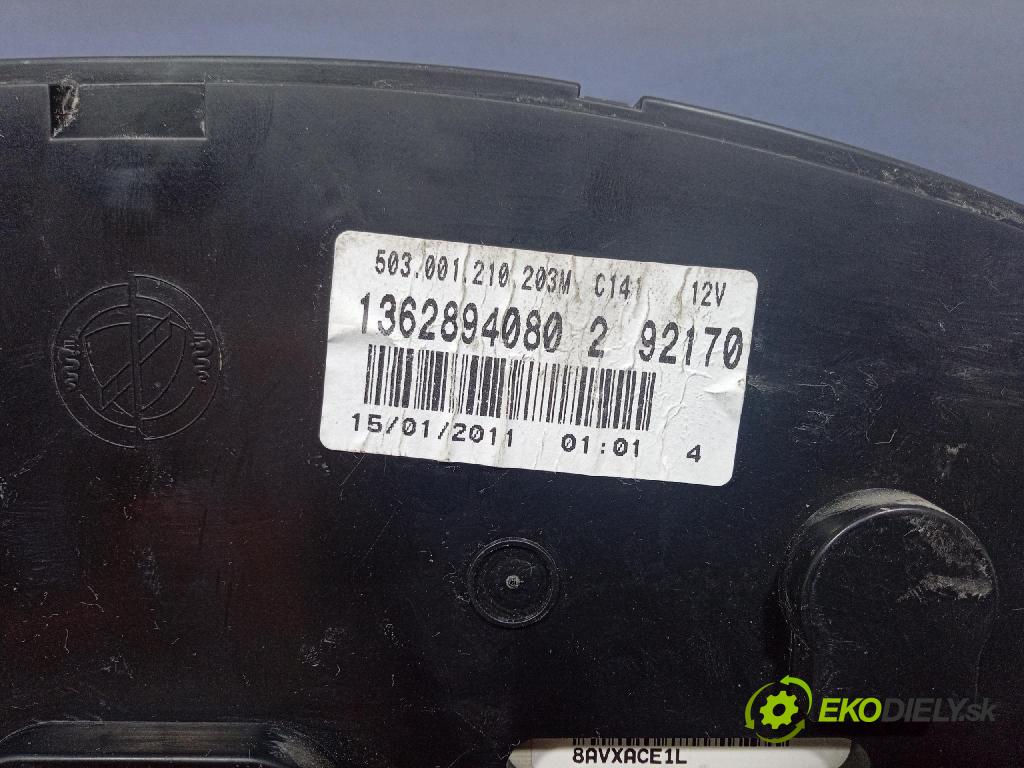 503.001.210.203M C141 12V
1362894080 2 92170
15/01/2011 01:01 4
8AVXACE1L
EKODIELY.sk